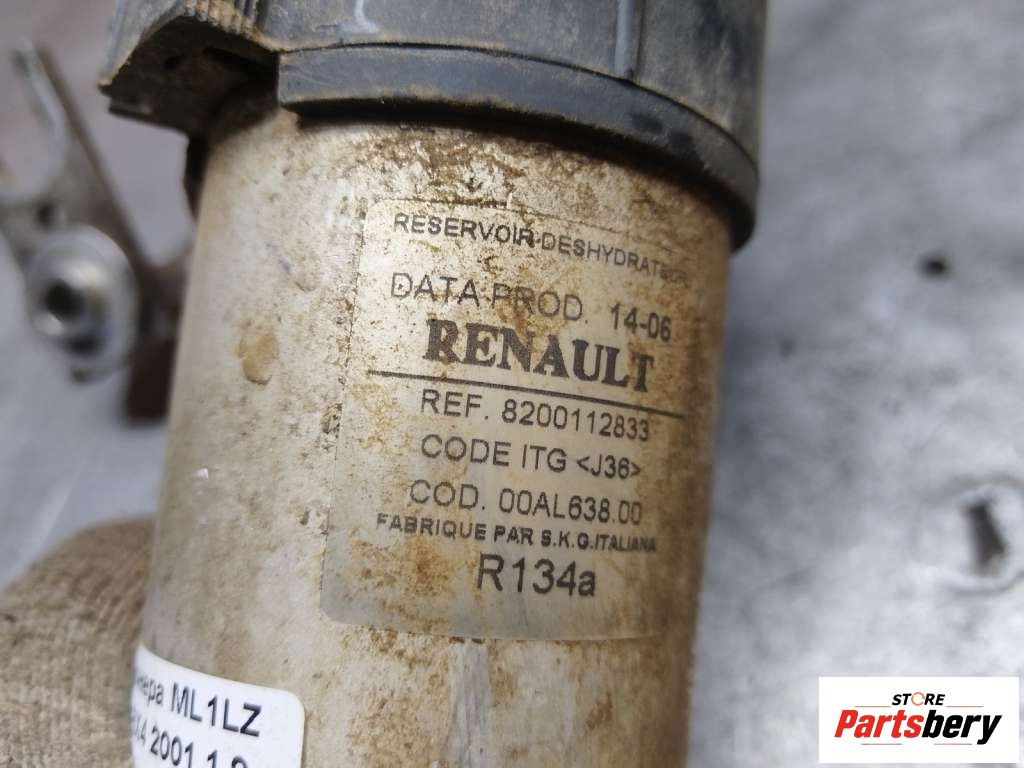 RESERVOIR-DESHYDRATEUR
DATA PROD. 14-06
RENAULT
REF. 8200112833
CODE ITG <J36>
COD. 00AL638.00
FABRIQUE PAR S.K.G.ITALIANA
R134a
ML1LZ
2001
STORE
Partsbery